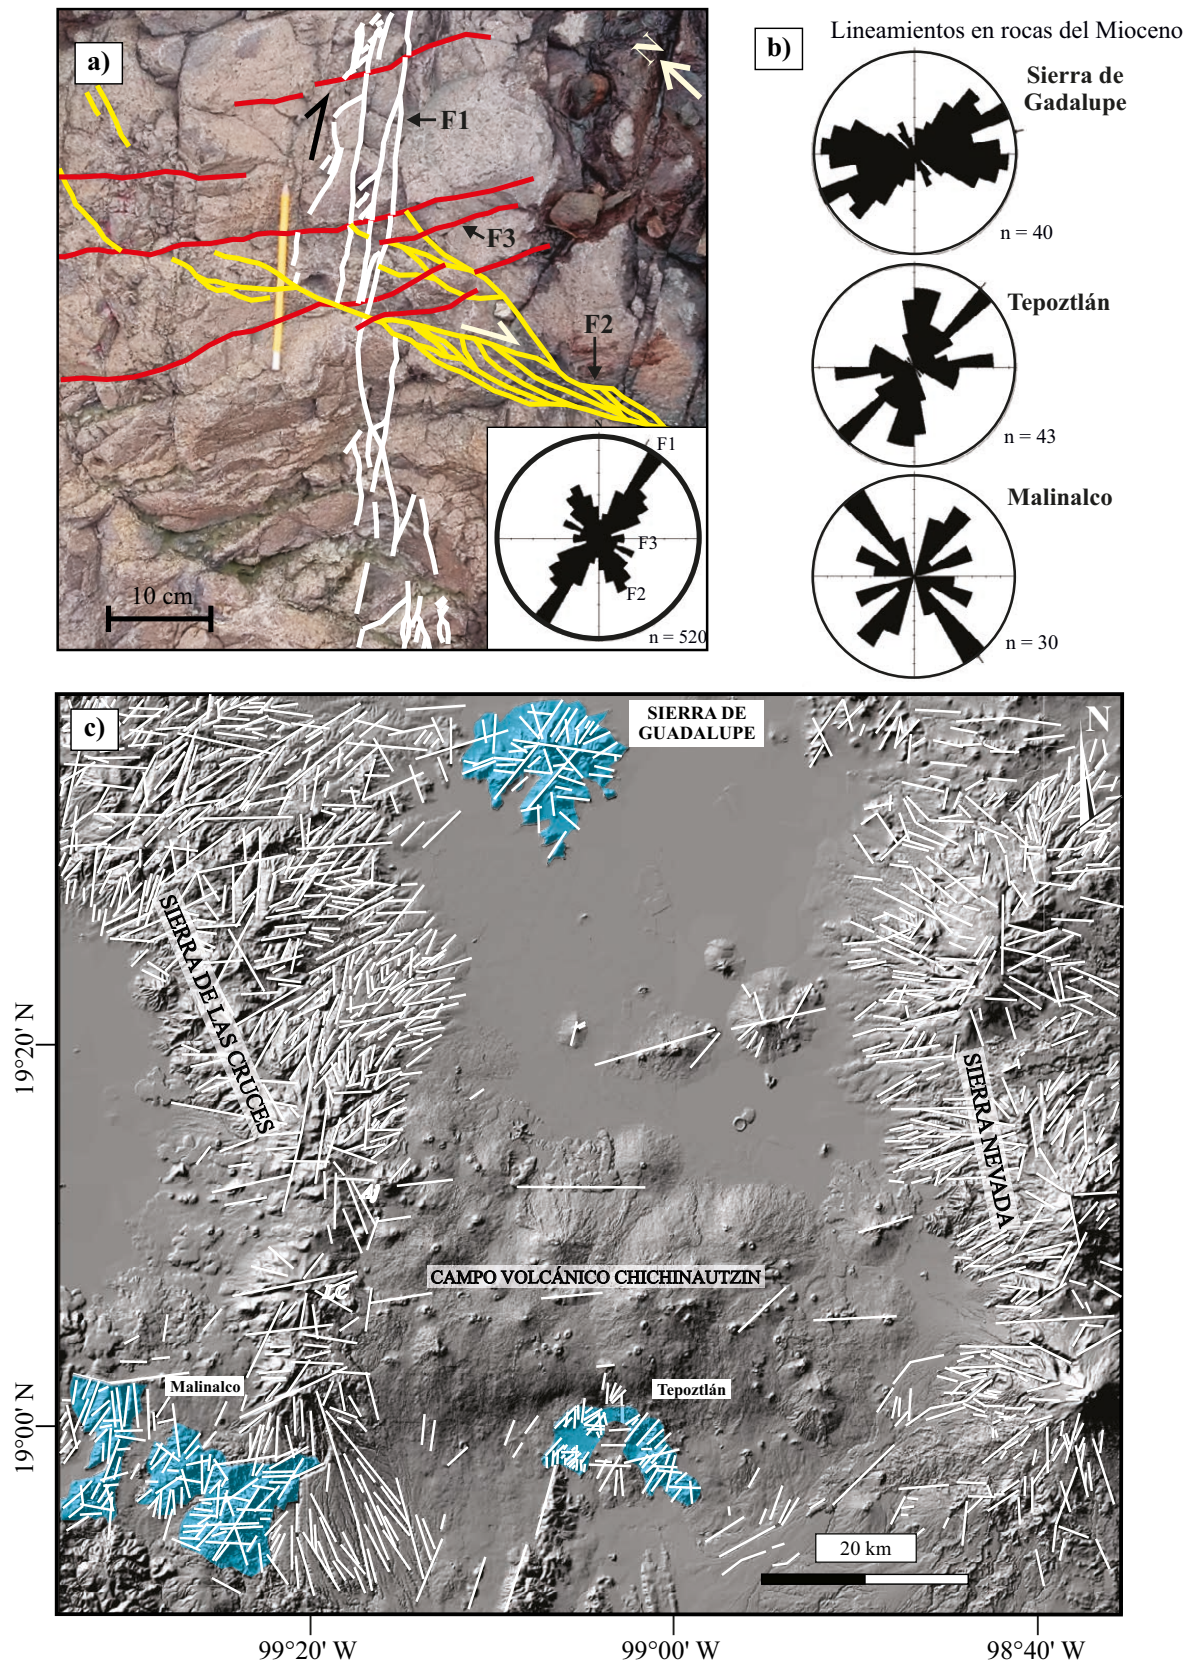 a)
N
F1
F3
F2
10 cm
N
F1
F3
F2
n = 520
b)
Lineamientos en rocas del Mioceno
Sierra de
Gadalupe
n = 40
Tepoztlán
n = 43
Malinalco
n = 30
c)
SIERRA DE
GUADALUPE
N
SIERRA DE LAS CRUCES
SIERRA NEVADA
CAMPO VOLCÁNICO CHICHINAUTZIN
Malinalco
Tepoztlán
20 km
19°20' N
19°00' N
99°20' W
99°00' W
98°40' W